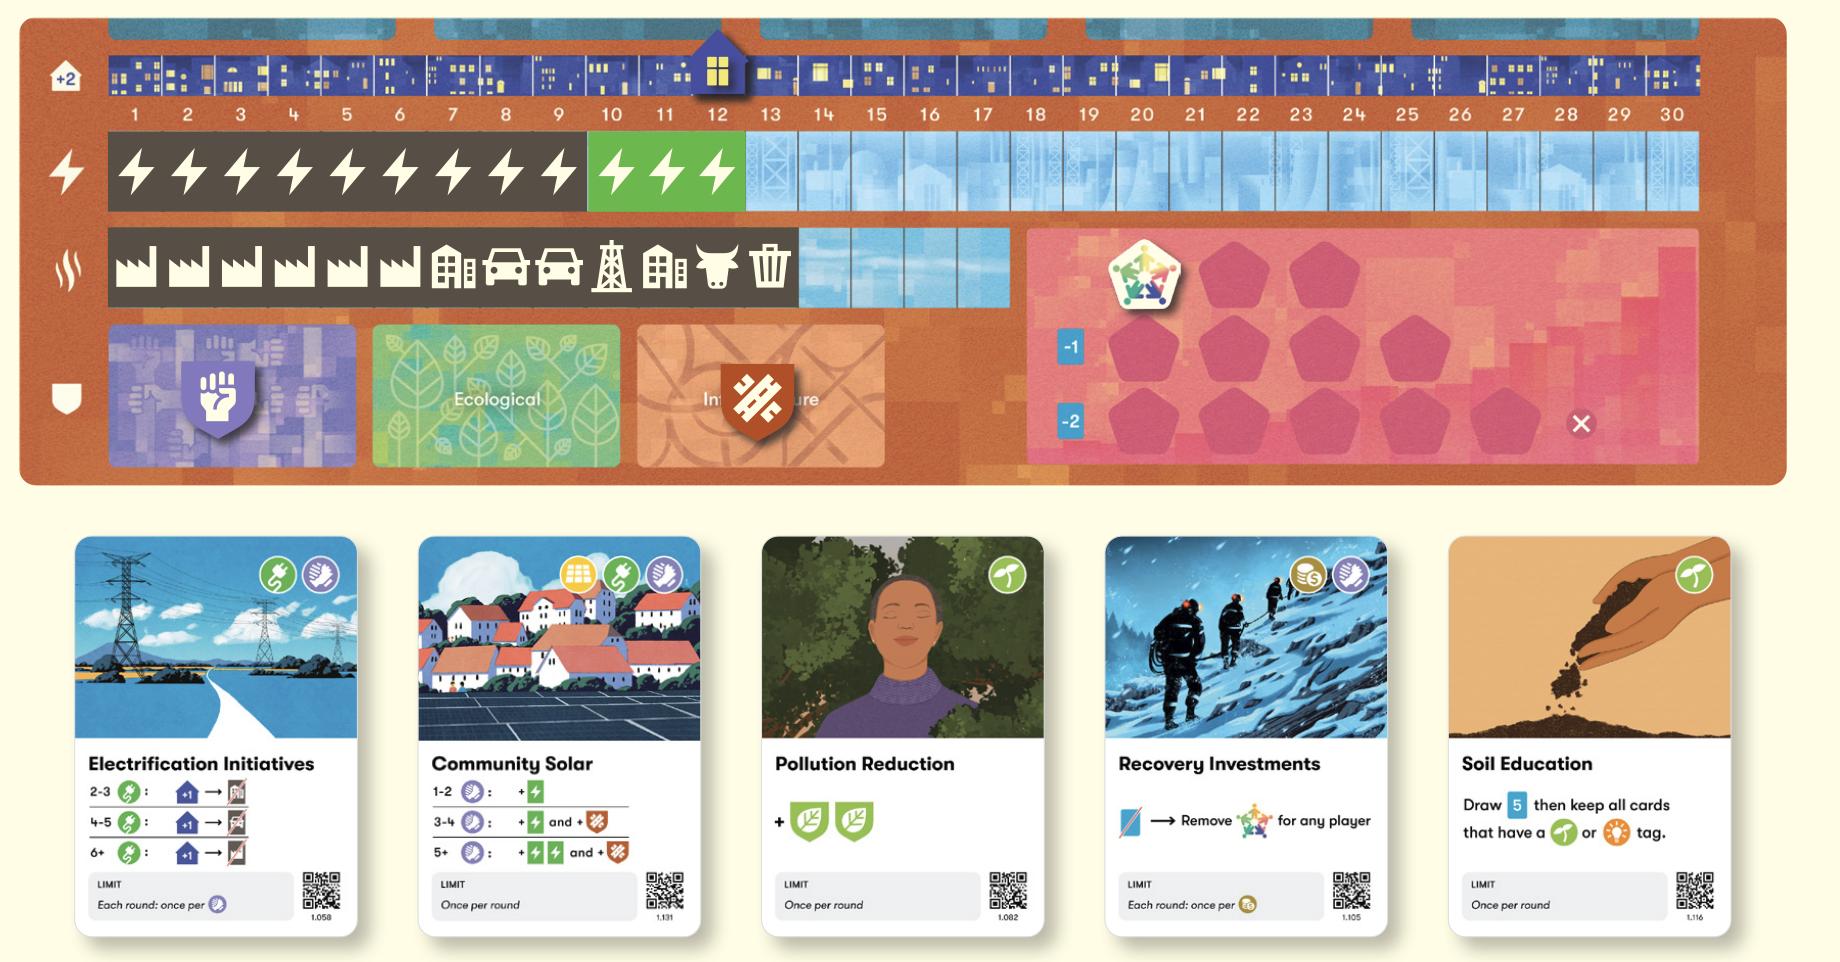 +2
1 2 3 4 5 6 7 8 9 10 11 12 13 14 15 16 17 18 19 20 21 22 23 24 25 26 27 28 29 30
-1
Ecological
-2
Electrification Initiatives
2-3 : +1
4-5 : +1
6+ : +1
LIMIT
Each round: once per
1.058
Community Solar
1-2 : +
3-4 : + and +
5+ : + and +
LIMIT
Once per round
1.131
Pollution Reduction
+
LIMIT
Once per round
1.082
Recovery Investments
Remove for any player
LIMIT
Each round: once per
1.105
Soil Education
Draw 5 then keep all cards
that have a or tag.
LIMIT
Once per round
1.116